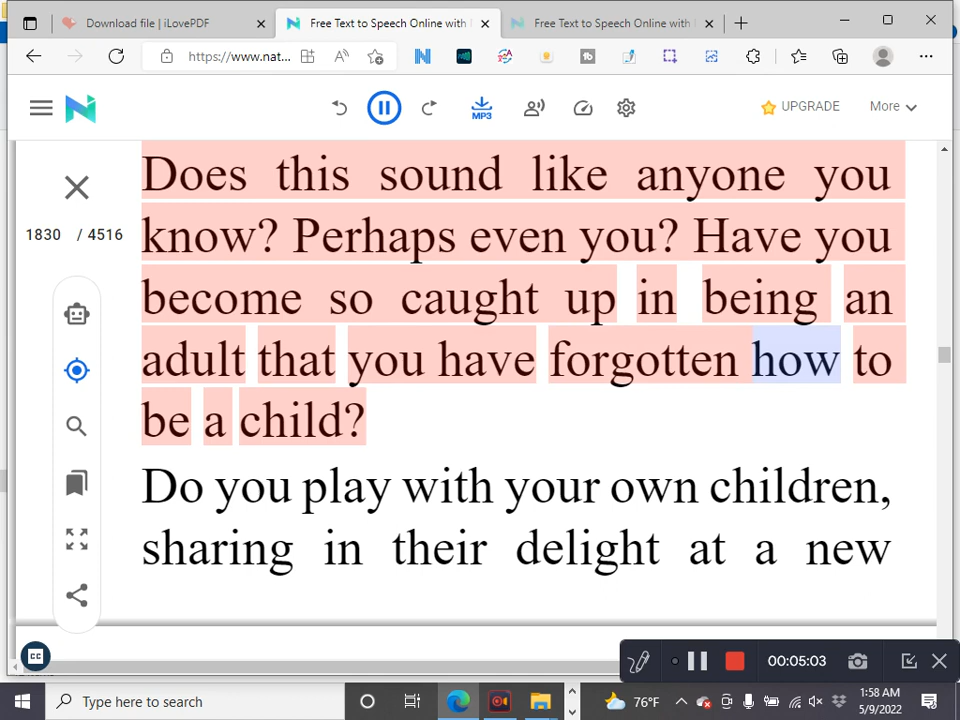 Download file | iLovePDF
Free Text to Speech Online with
Free Text to Speech Online with
https://www.nat...
MP3
UPGRADE
More
1830 / 4516
Does this sound like anyone you
know? Perhaps even you? Have you
become so caught up in being an
adult that you have forgotten how to
be a child?
Do you play with your own children,
sharing in their delight at a new
CC
00:05:03
Type here to search
76°F
1:58 AM
5/9/2022